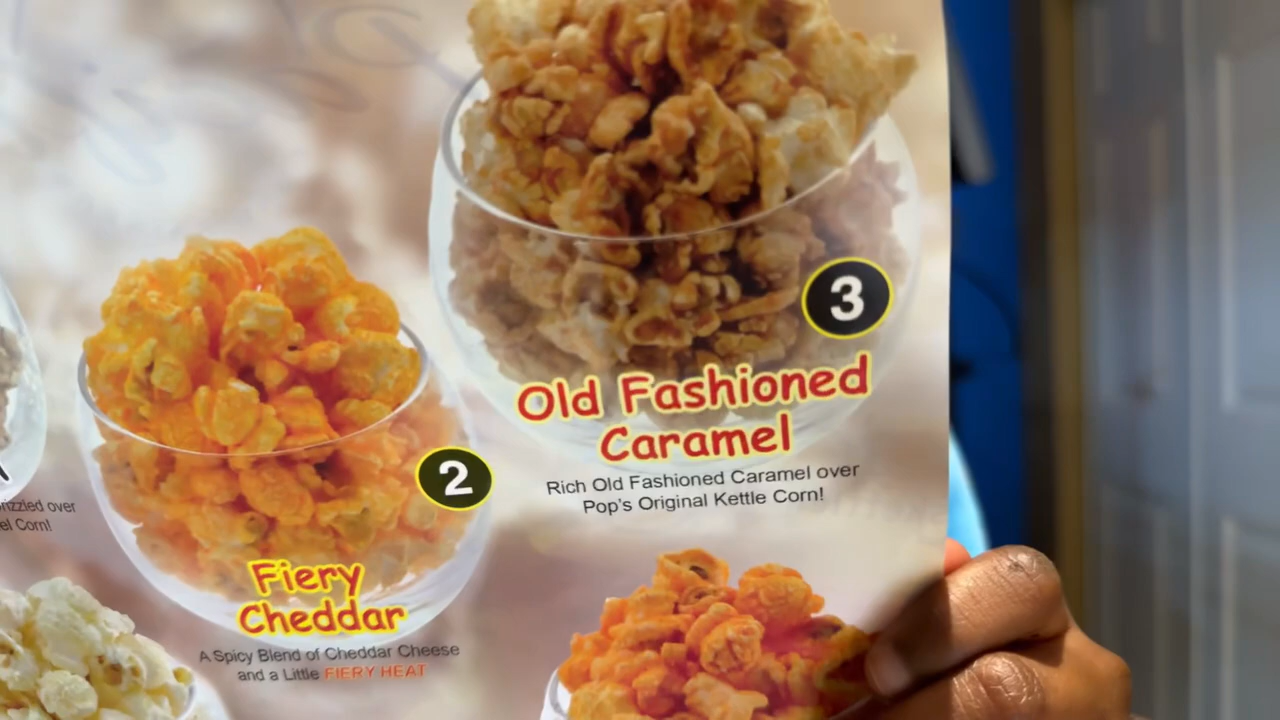 3
Old Fashioned
Caramel
Rich Old Fashioned Caramel over
Pop's Original Kettle Corn!
2
Fiery
Cheddar
A Spicy Blend of Cheddar Cheese
and a Little FIERY HEAT
over
Corn!